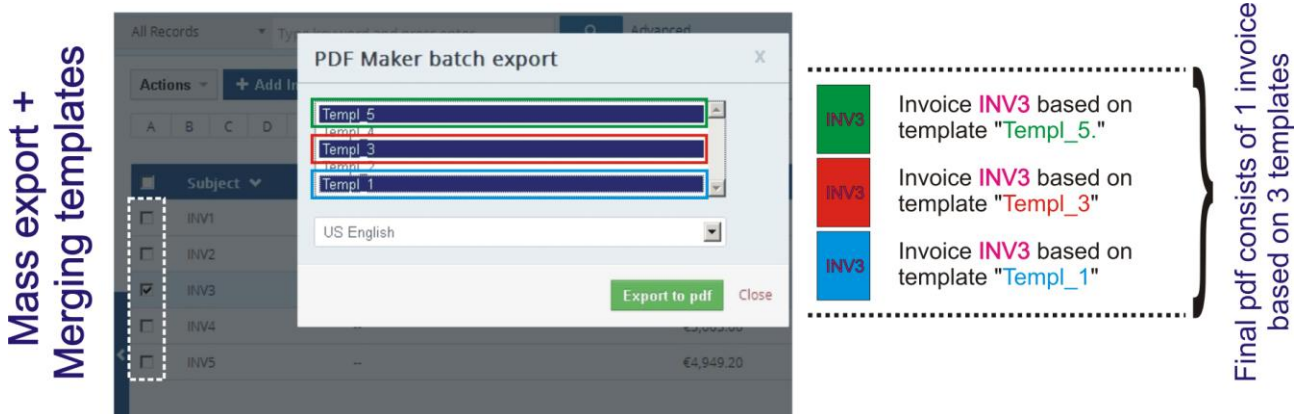 Mass export +
Merging templates
All Records
Advanced
Actions
+ Add In
A B C D
Subject
INV1
INV2
INV3
INV4
--
INV5
--
€4,949.20
PDF Maker batch export
X
Templ_5
Templ_4
Templ_3
Templ_2
Templ_1
US English
Export to pdf
Close
INV3
Invoice INV3 based on
template "Templ_5."
INV3
Invoice INV3 based on
template "Templ_3"
INV3
Invoice INV3 based on
template "Templ_1"
Final pdf consists of 1 invoice
based on 3 templates